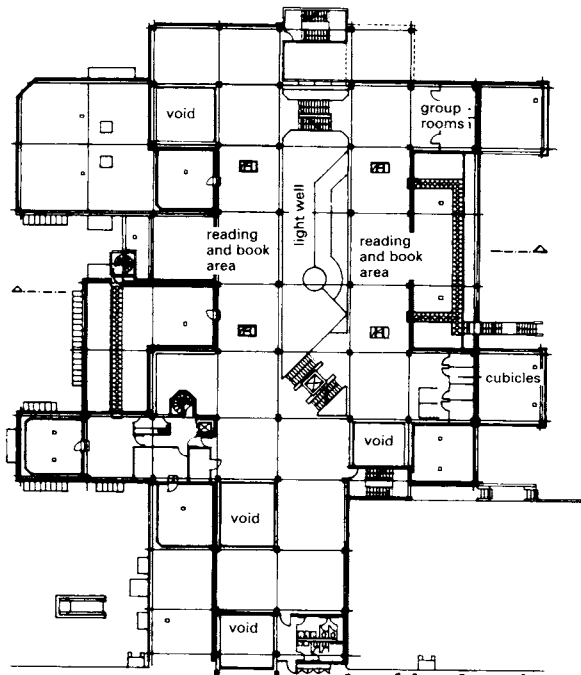 void
group
rooms
light well
reading
and book
area
reading
and book
area
cubicles
void
void
void